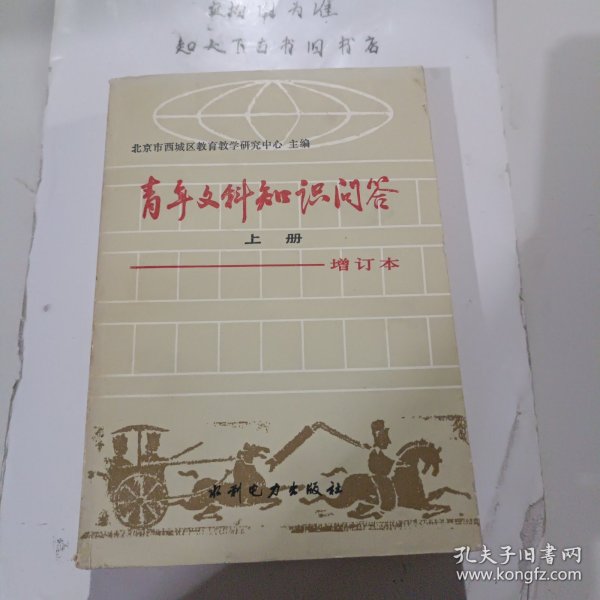 知天下古书旧书店
北京市西城区教育教学研究中心 主编
青年文科知识问答
上册
增订本
水利电力出版社
孔夫子旧书网
www.kongfz.com